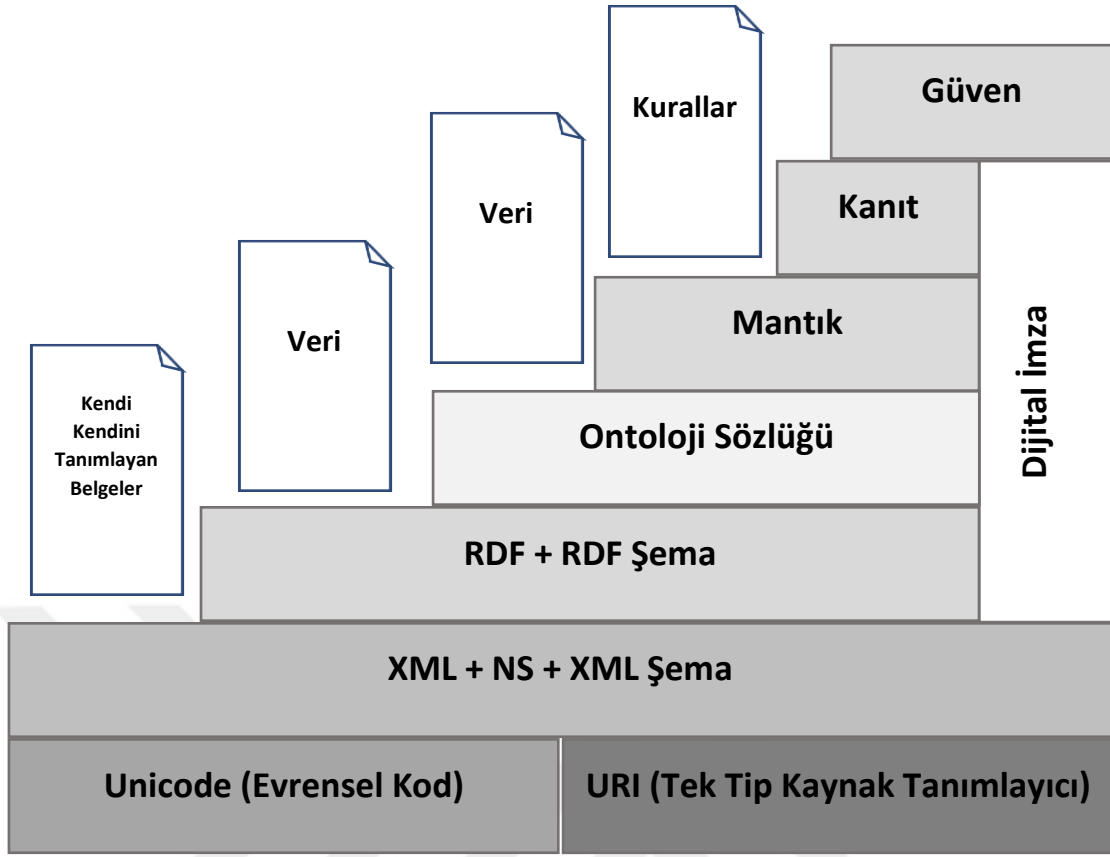 Kurallar
Güven
Veri
Kanıt
Veri
Mantık
Dijital İmza
Kendi
Kendini
Tanımlayan
Belgeler
Ontoloji Sözlüğü
RDF + RDF Şema
XML + NS + XML Şema
Unicode (Evrensel Kod)
URI (Tek Tip Kaynak Tanımlayıcı)